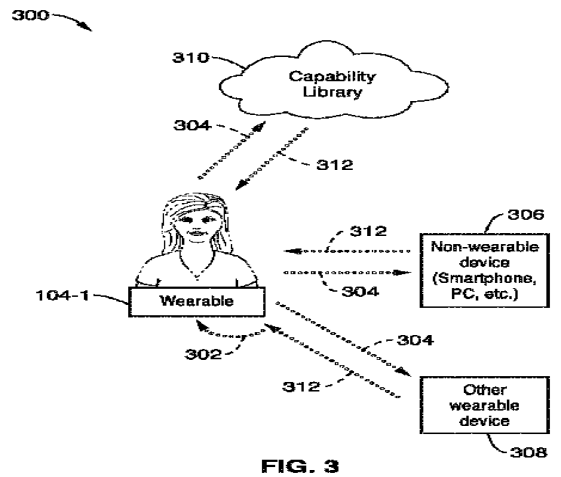 300
310
Capability
Library
304
312
306
312
Non-wearable
device
(Smartphone,
PC, etc.)
304
104-1
Wearable
302
304
312
Other
wearable
device
308
FIG. 3